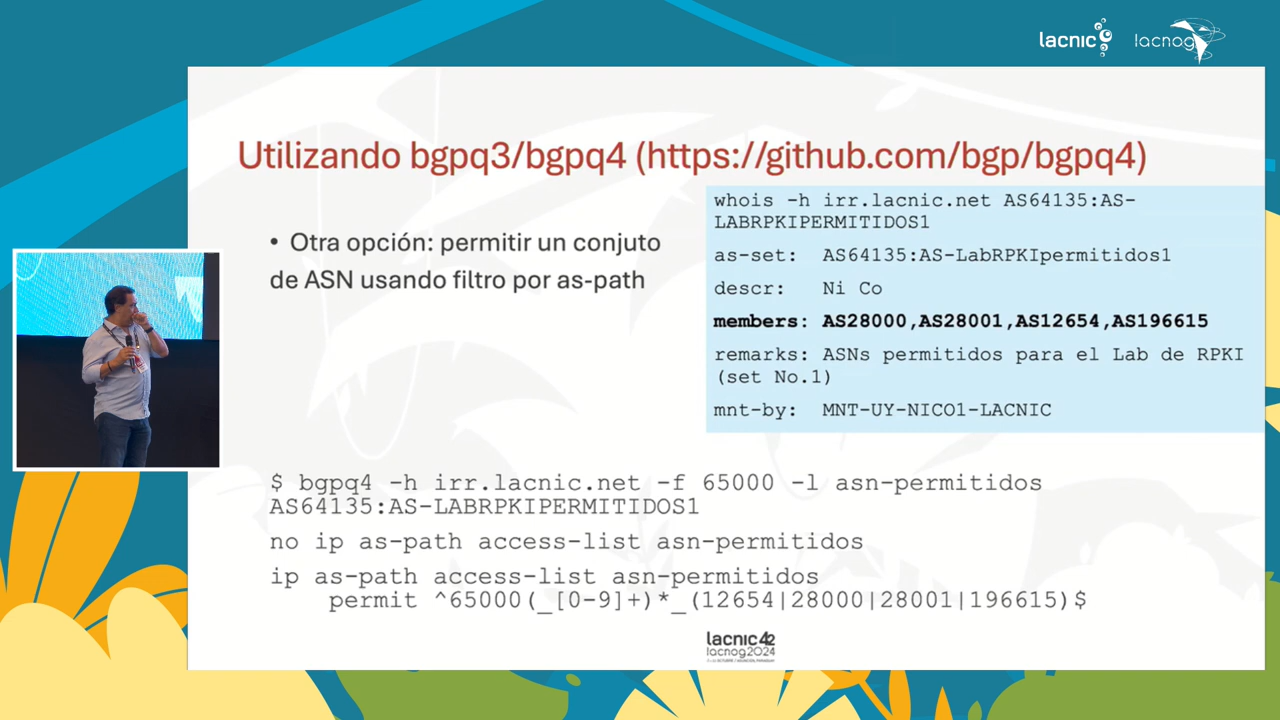 lacnic
lacnog
Utilizando bgpq3/bgpq4 (https://github.com/bgp/bgpq4)
• Otra opción: permitir un conjuto
de ASN usando filtro por as-path
whois -h irr.lacnic.net AS64135:AS-
LABRPKIPERMITIDOS1
as-set: AS64135:AS-LabRPKIpermitidos1
descr: Ni Co
members: AS28000,AS28001,AS12654,AS196615
remarks: ASNs permitidos para el Lab de RPKI
(set No.1)
mnt-by: MNT-UY-NICO1-LACNIC
$ bgpq4 -h irr.lacnic.net -f 65000 -l asn-permitidos
AS64135:AS-LABRPKIPERMITIDOS1
no ip as-path access-list asn-permitidos
ip as-path access-list asn-permitidos
permit ^65000(_[0-9]+)*_(12654|28000|28001|196615)$
lacnic42
lacnog2024